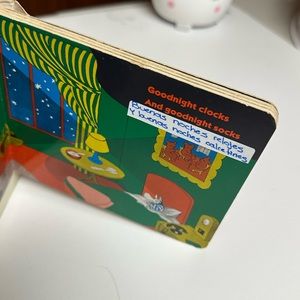 Goodnight clocks
And goodnight socks
Buenas noches relojes
Y buenas noches calcetines